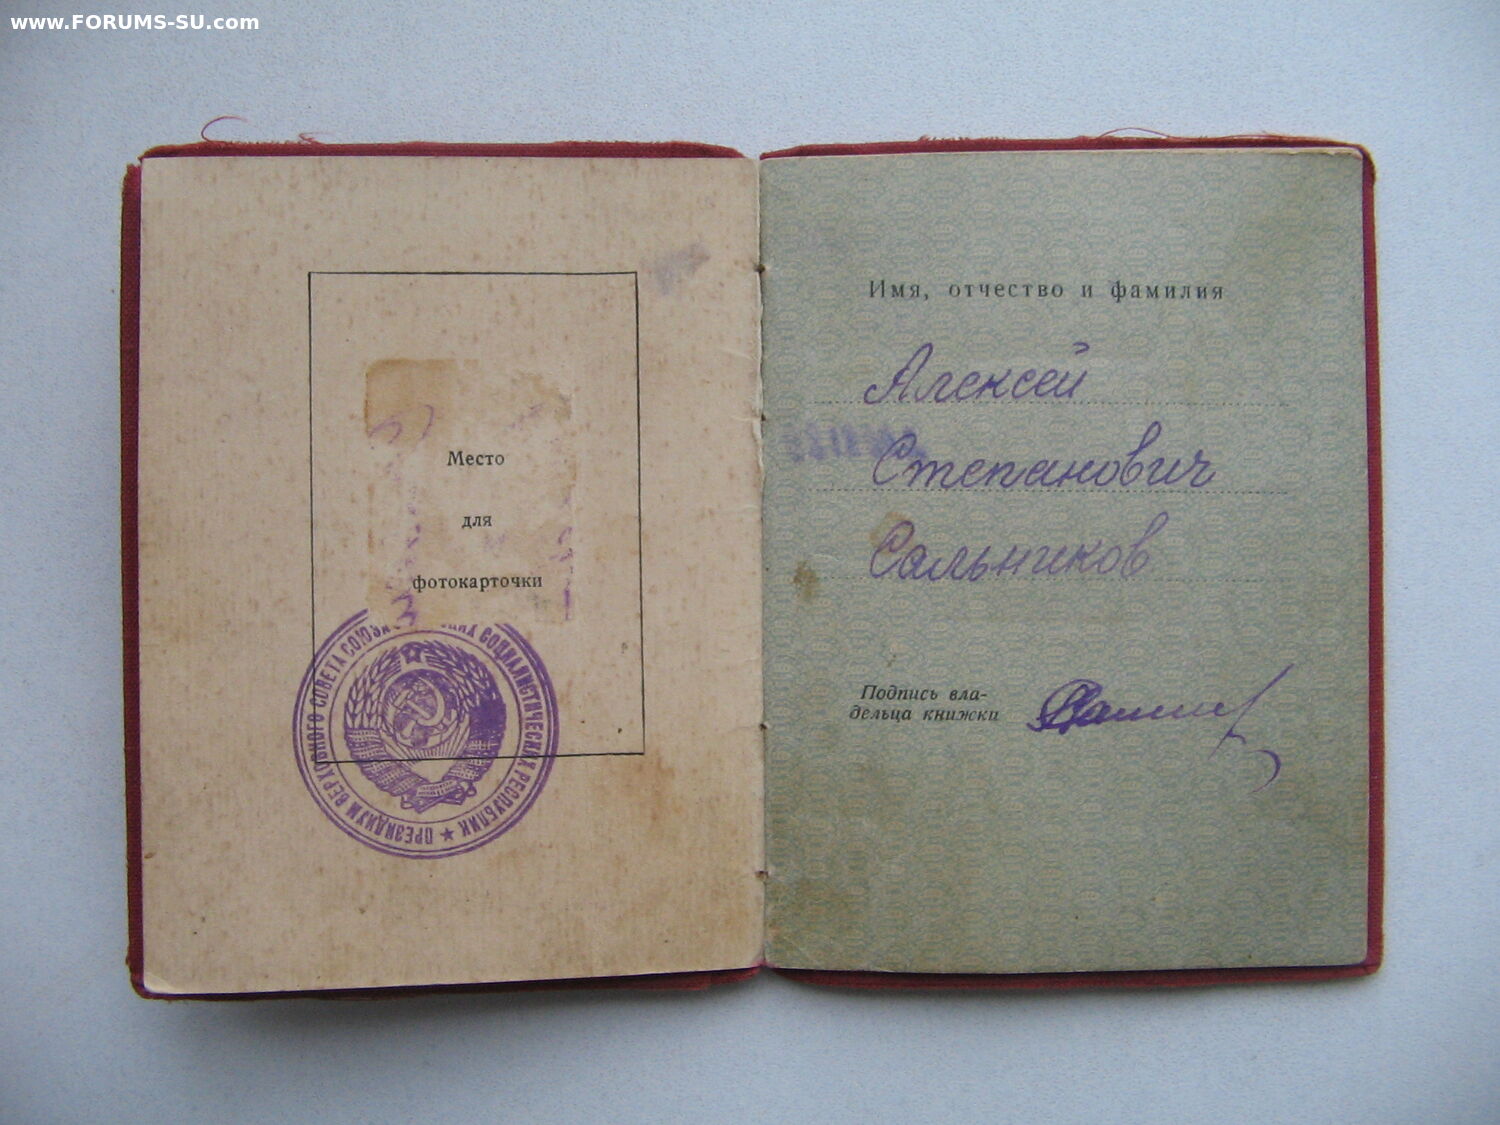 www.FORUMS-SU.com
Место
для
фотокарточки
ПРЕЗИДИУМ ВЕРХОВНОГО СОВЕТА СОЮЗА СОЦИАЛИСТИЧЕСКИХ РЕСПУБЛИК
Имя, отчество и фамилия
Алексей
Степанович
Сальников
Подпись вла-
дельца книжки